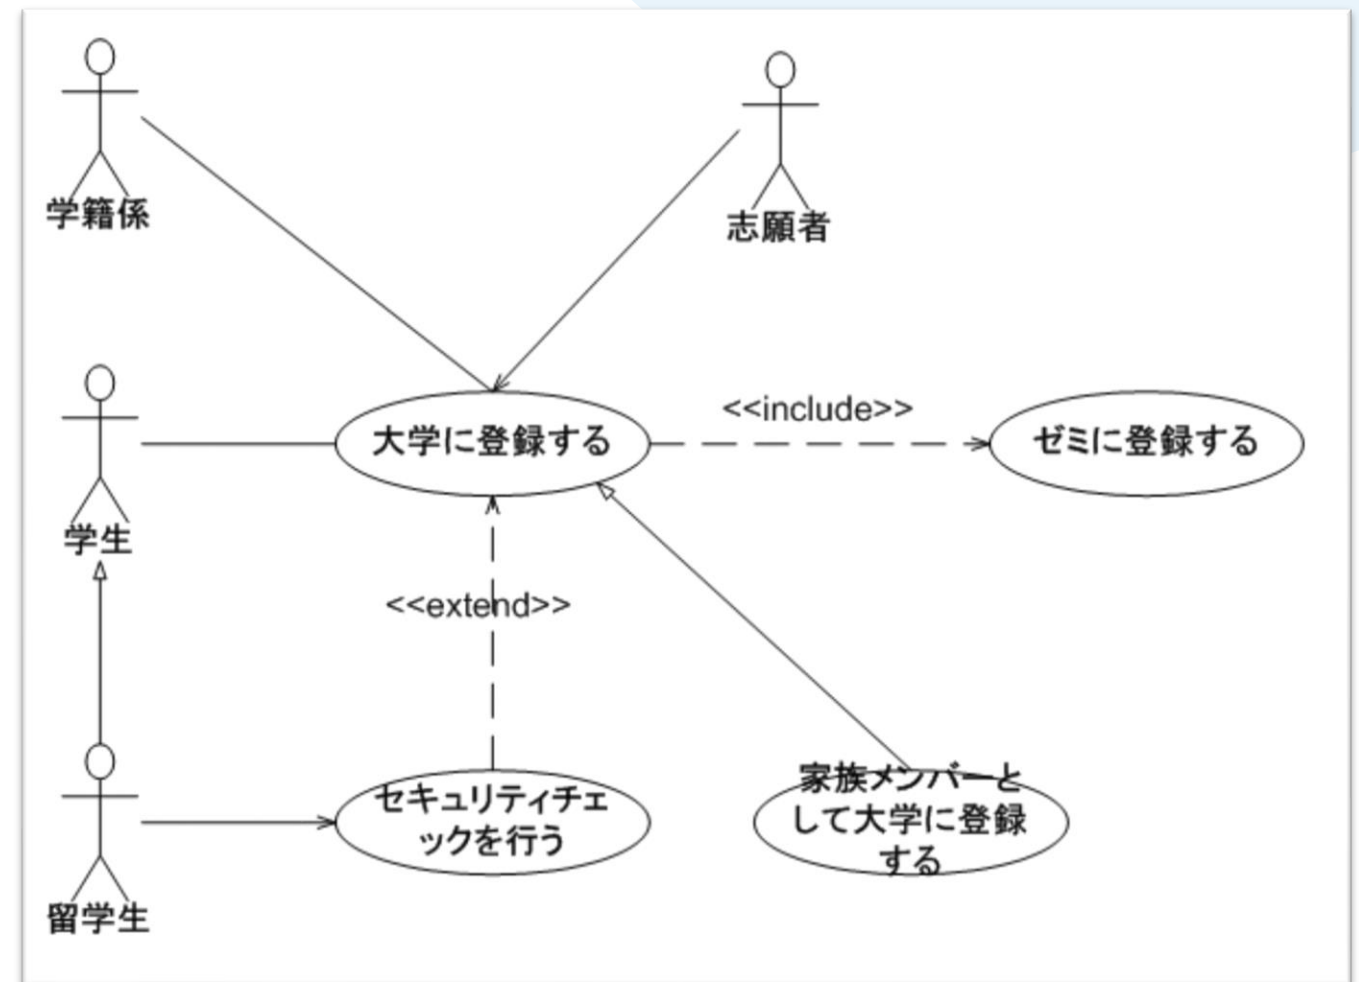 学籍係
志願者
大学に登録する
<<include>>
ゼミに登録する
学生
<<extend>>
セキュリティチェ
ックを行う
家族メンバーと
して大学に登録
する
留学生